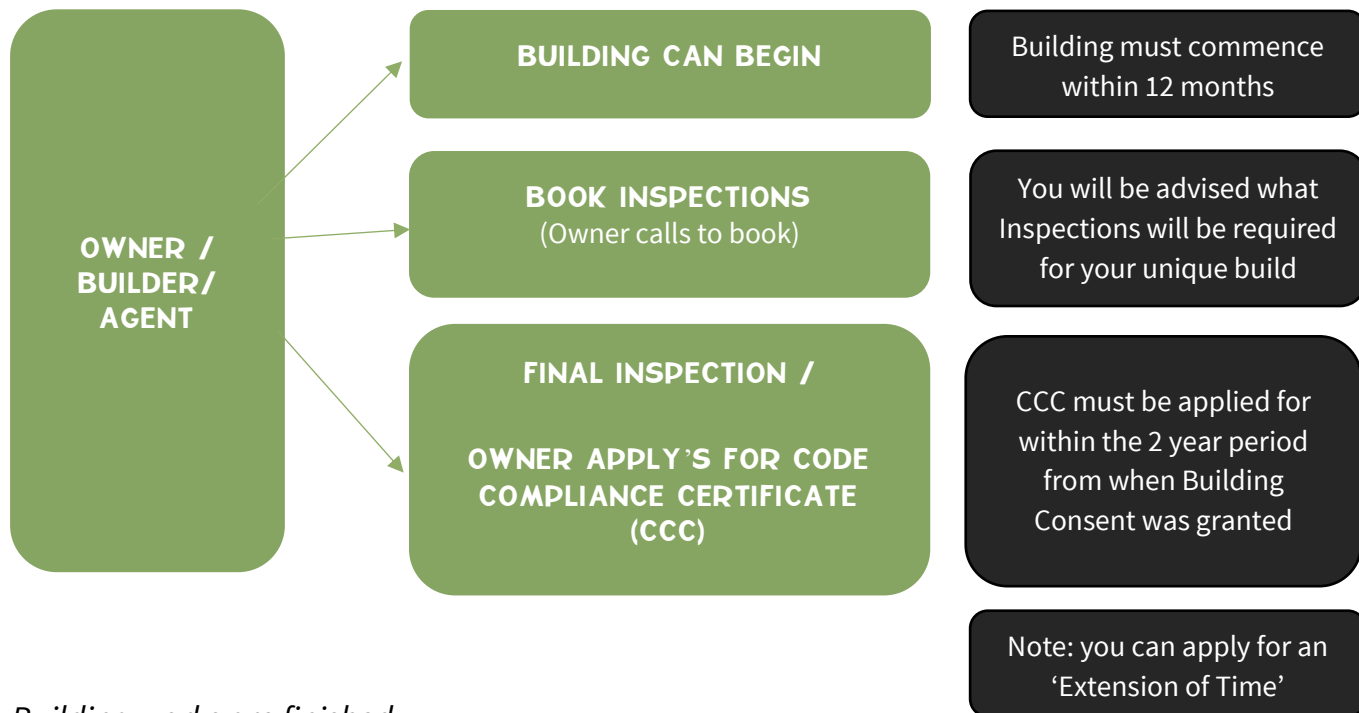 OWNER /
BUILDER/
AGENT
BUILDING CAN BEGIN
Building must commence
within 12 months
BOOK INSPECTIONS
(Owner calls to book)
You will be advised what
Inspections will be required
for your unique build
FINAL INSPECTION /
OWNER APPLY'S FOR CODE
COMPLIANCE CERTIFICATE
(CCC)
CCC must be applied for
within the 2 year period
from when Building
Consent was granted
Note: you can apply for an
‘Extension of Time’